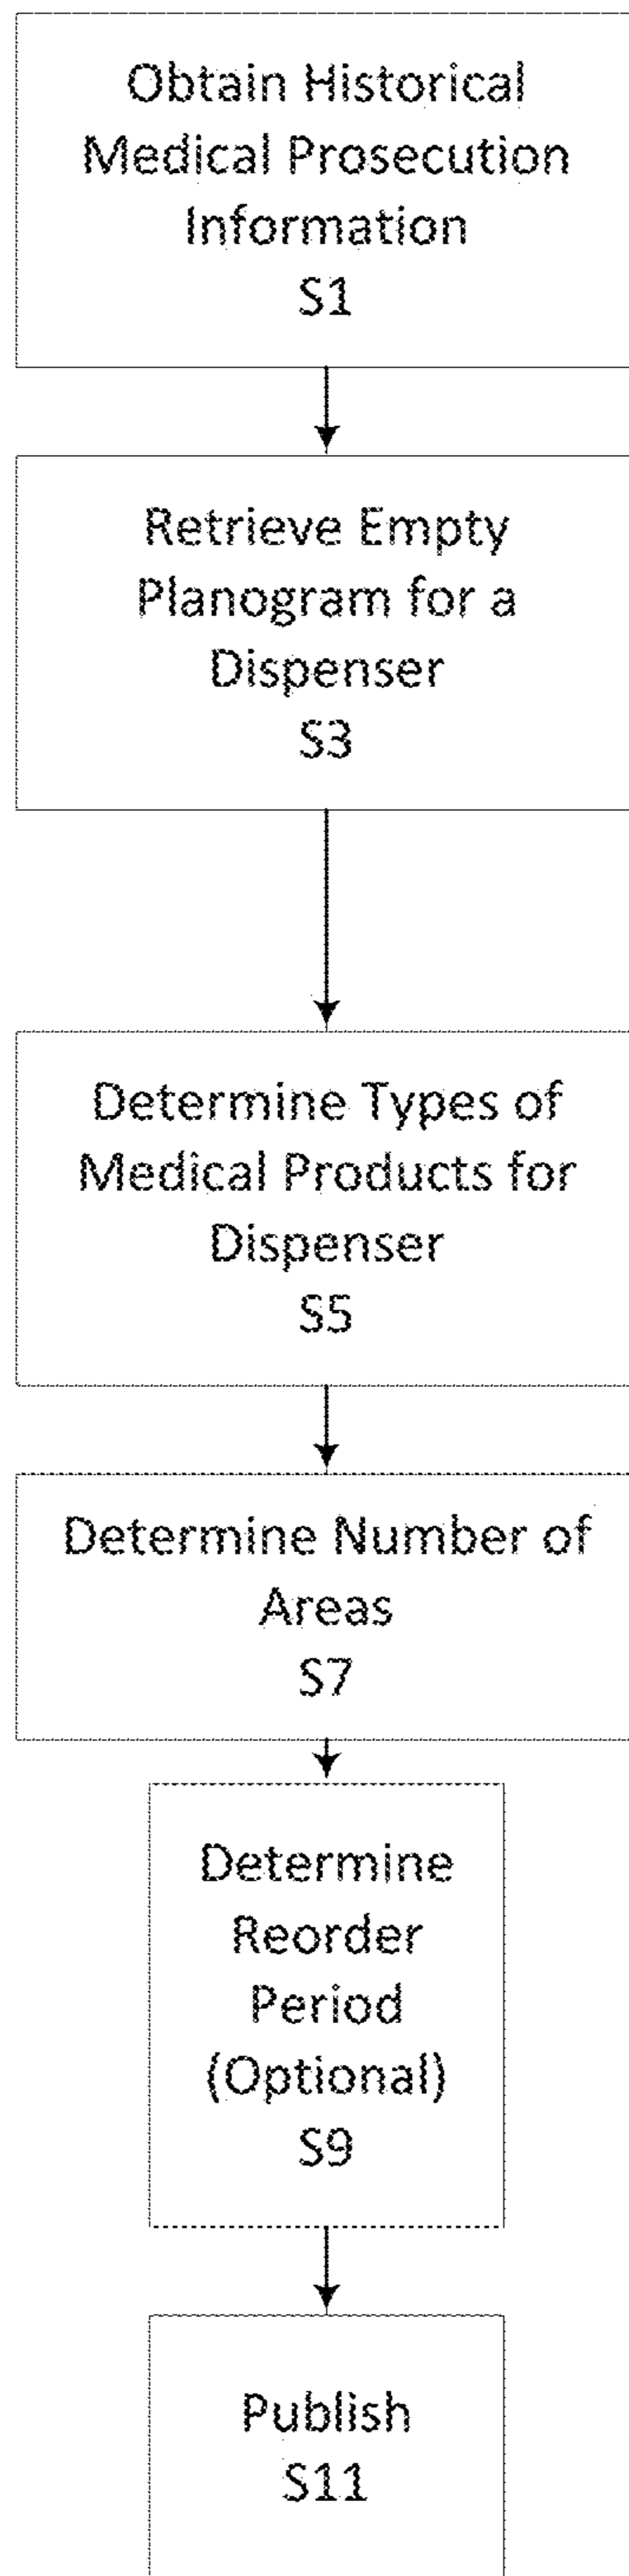 Obtain Historical
Medical Prosecution
Information
S1
Retrieve Empty
Planogram for a
Dispenser
S3
Determine Types of
Medical Products for
Dispenser
S5
Determine Number of
Areas
S7
Determine
Reorder
Period
(Optional)
S9
Publish
S11